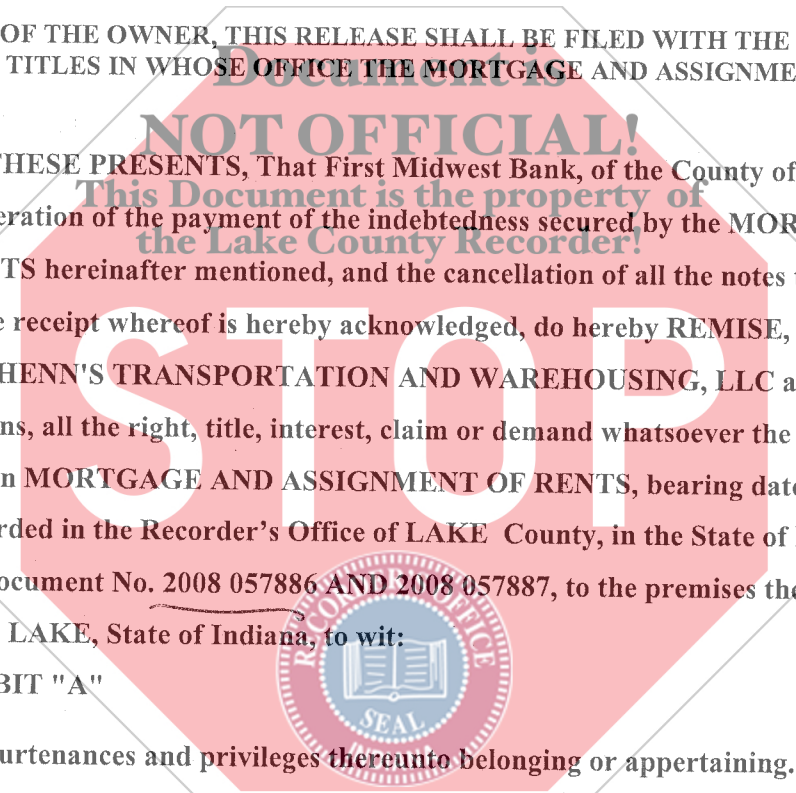 OF THE OWNER, THIS RELEASE SHALL BE FILED WITH THE
TITLES IN WHOSE OFFICE THE MORTGAGE AND ASSIGNME
Document is
NOT OFFICIAL!
This Document is the property of
the Lake County Recorder!
THESE PRESENTS, That First Midwest Bank, of the County of
eration of the payment of the indebtedness secured by the MOR
TS hereinafter mentioned, and the cancellation of all the notes t
e receipt whereof is hereby acknowledged, do hereby REMISE,
HENN'S TRANSPORTATION AND WAREHOUSING, LLC a
ns, all the right, title, interest, claim or demand whatsoever the
n MORTGAGE AND ASSIGNMENT OF RENTS, bearing date
rded in the Recorder's Office of LAKE County, in the State of
ocument No. 2008 057886 AND 2008 057887, to the premises the
LAKE, State of Indiana, to wit:
BIT "A"
urtenances and privileges thereunto belonging or appertaining.
STOP
RECORDER'S OFFICE
SEAL